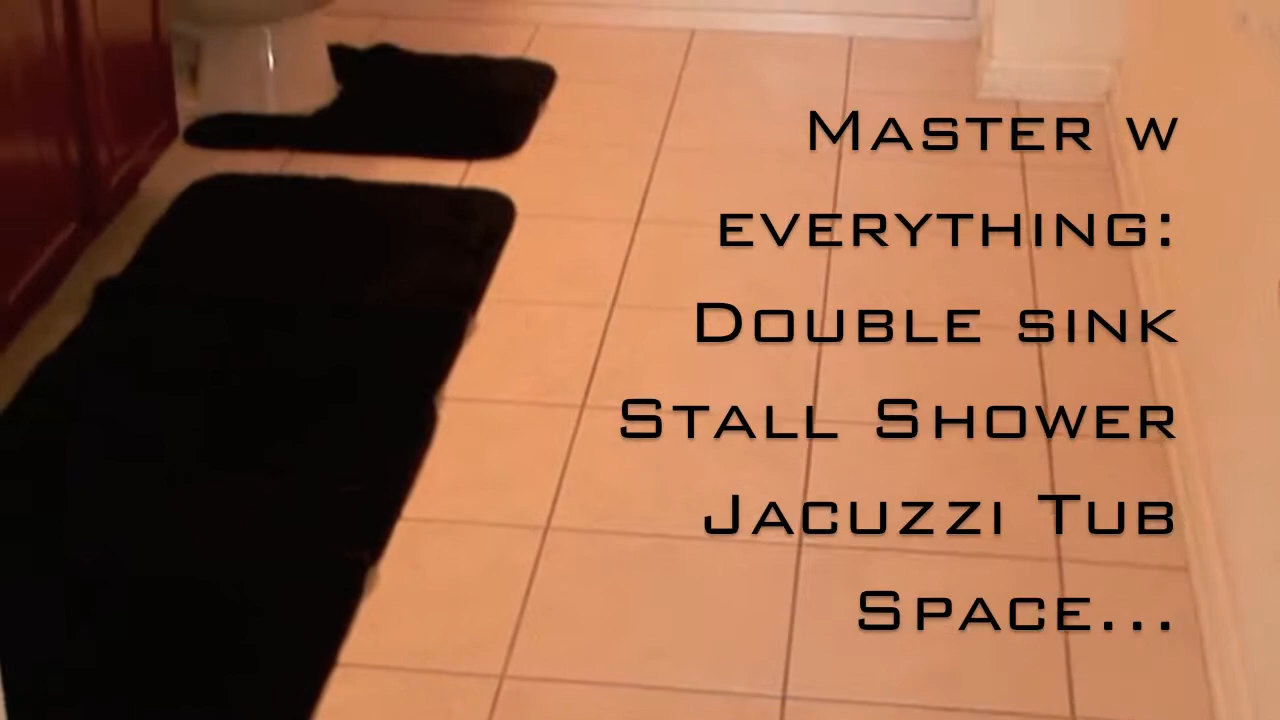 Master w
everything:
Double sink
Stall Shower
Jacuzzi Tub
Space...